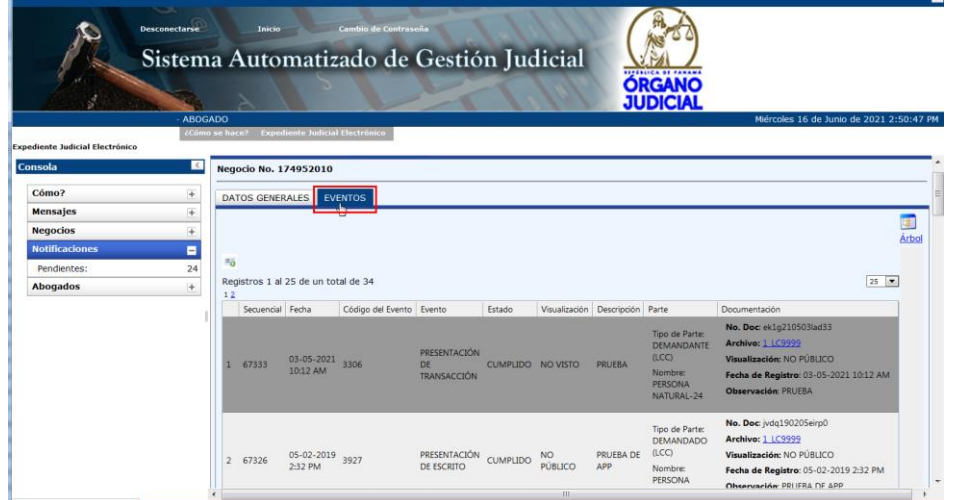 Desconectarse Inicio Cambio de Contraseña
Sistema Automatizado de Gestión Judicial
REPÚBLICA DE PANAMÁ
ÓRGANO
JUDICIAL
- ABOGADO Miércoles 16 de Junio de 2021 2:50:47 PM
¿Cómo se hace? Expediente Judicial Electrónico
Expediente Judicial Electrónico
Consola
Cómo?
Mensajes
Negocios
Notificaciones
Pendientes: 24
Abogados
Negocio No. 174952010
DATOS GENERALES EVENTOS
Árbol
Registros 1 al 25 de un total de 34
25
1 2
Secuencial Fecha Código del Evento Evento Estado Visualización Descripción Parte Documentación
1 67333 03-05-2021 10:12 AM 3306 PRESENTACIÓN DE TRANSACCIÓN CUMPLIDO NO VISTO PRUEBA
Tipo de Parte:
DEMANDANTE
(LCC)
Nombre:
PERSONA
NATURAL-24
No. Doc: ek1g210503lad33
Archivo: 1_LC9999
Visualización: NO PÚBLICO
Fecha de Registro: 03-05-2021 10:12 AM
Observación: PRUEBA
2 67326 05-02-2019 2:32 PM 3927 PRESENTACIÓN DE ESCRITO CUMPLIDO NO PÚBLICO PRUEBA DE APP
Tipo de Parte:
DEMANDADO
(LCC)
Nombre:
PERSONA
No. Doc: jvdq190205eirp0
Archivo: 1_LC9999
Visualización: NO PÚBLICO
Fecha de Registro: 05-02-2019 2:32 PM
Observación: PRUEBA DE APP